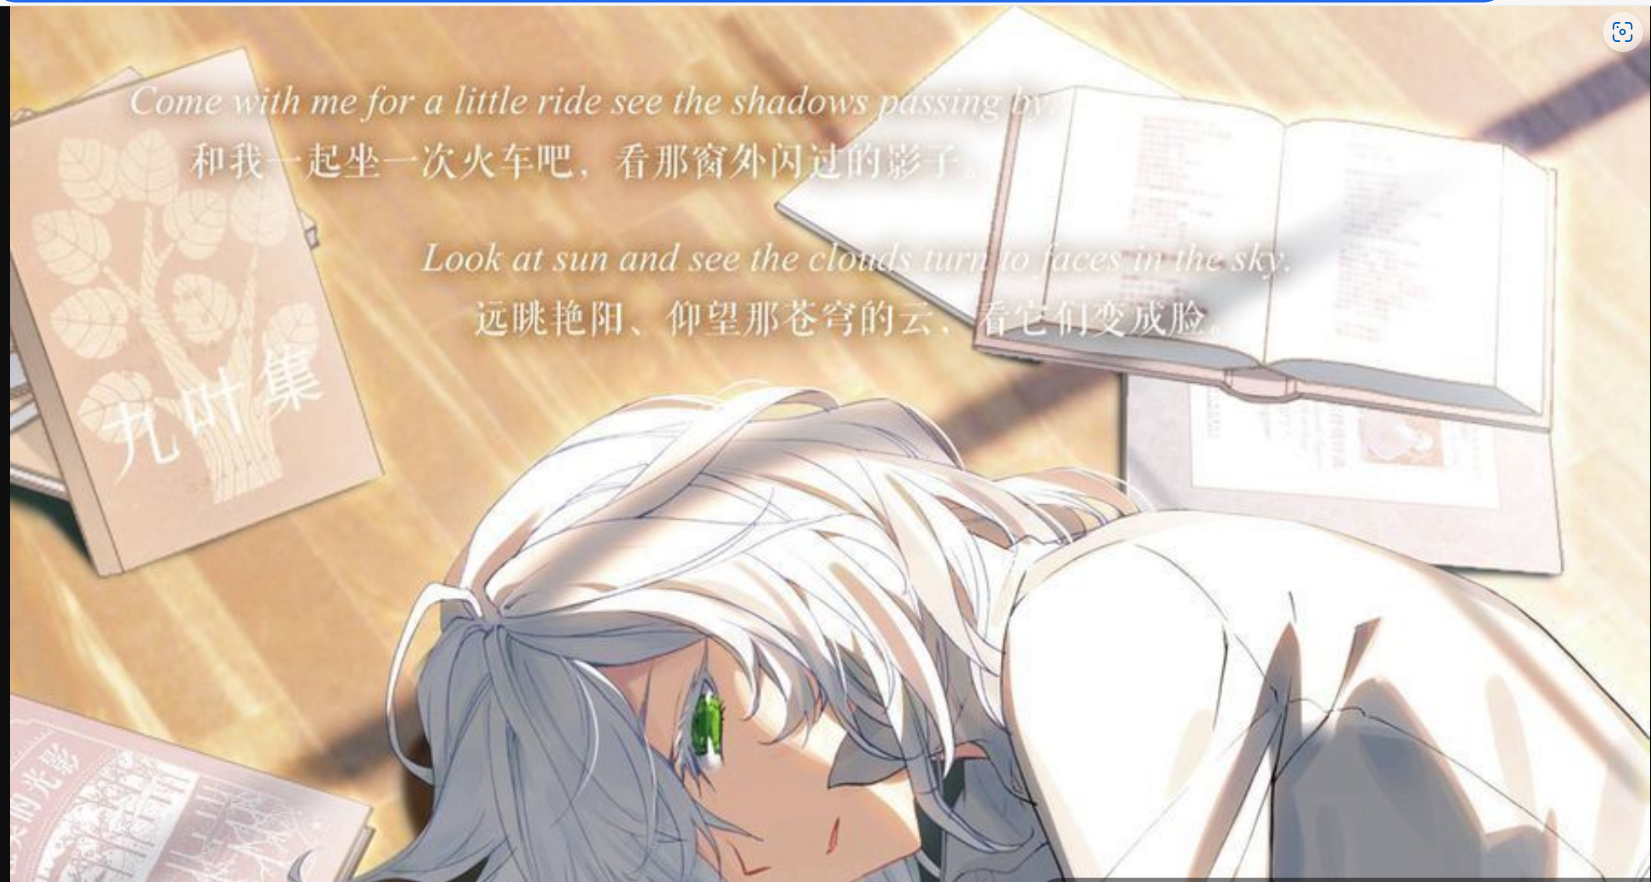 Come with me for a little ride see the shadows passing by.
和我一起坐一次火车吧，看那窗外闪过的影子。
Look at sun and see the clouds turn to faces in the sky.
远眺艳阳、仰望那苍穹的云，看它们变成脸。
九叶集
的光影